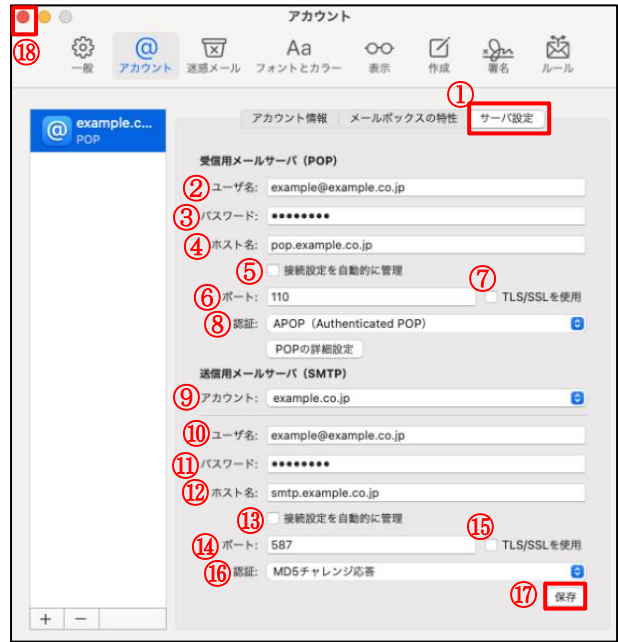 アカウント
⑱
@
Aa
一般 アカウント 迷惑メール フォントとカラー 表示 作成 署名 ルール
①
@ example.c...
POP
アカウント情報 メールボックスの特性 サーバ設定
受信用メールサーバ（POP）
② ユーザ名: example@example.co.jp
③ パスワード: ••••••••
④ ホスト名: pop.example.co.jp
⑤ 接続設定を自動的に管理 ⑦
⑥ ポート: 110 TLS/SSLを使用
⑧ 認証: APOP（Authenticated POP）
POPの詳細設定
送信用メールサーバ（SMTP）
⑨ アカウント: example.co.jp
⑩ ユーザ名: example@example.co.jp
⑪ パスワード: ••••••••
⑫ ホスト名: smtp.example.co.jp
⑬ 接続設定を自動的に管理 ⑮
⑭ ポート: 587 TLS/SSLを使用
⑯ 認証: MD5チャレンジ応答
⑰ 保存
+ −